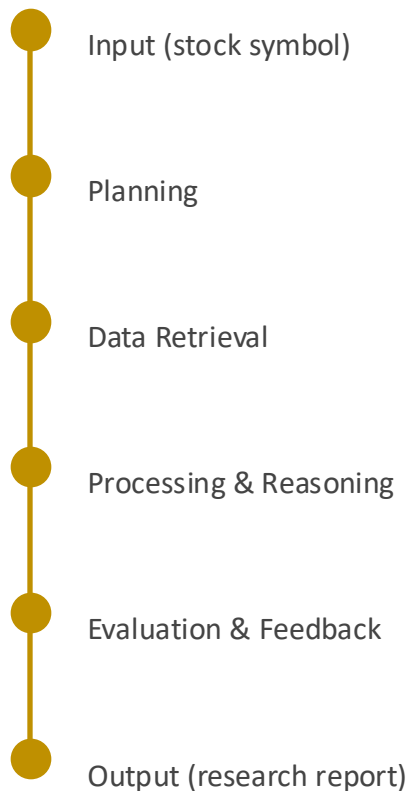 Input (stock symbol)
Planning
Data Retrieval
Processing & Reasoning
Evaluation & Feedback
Output (research report)